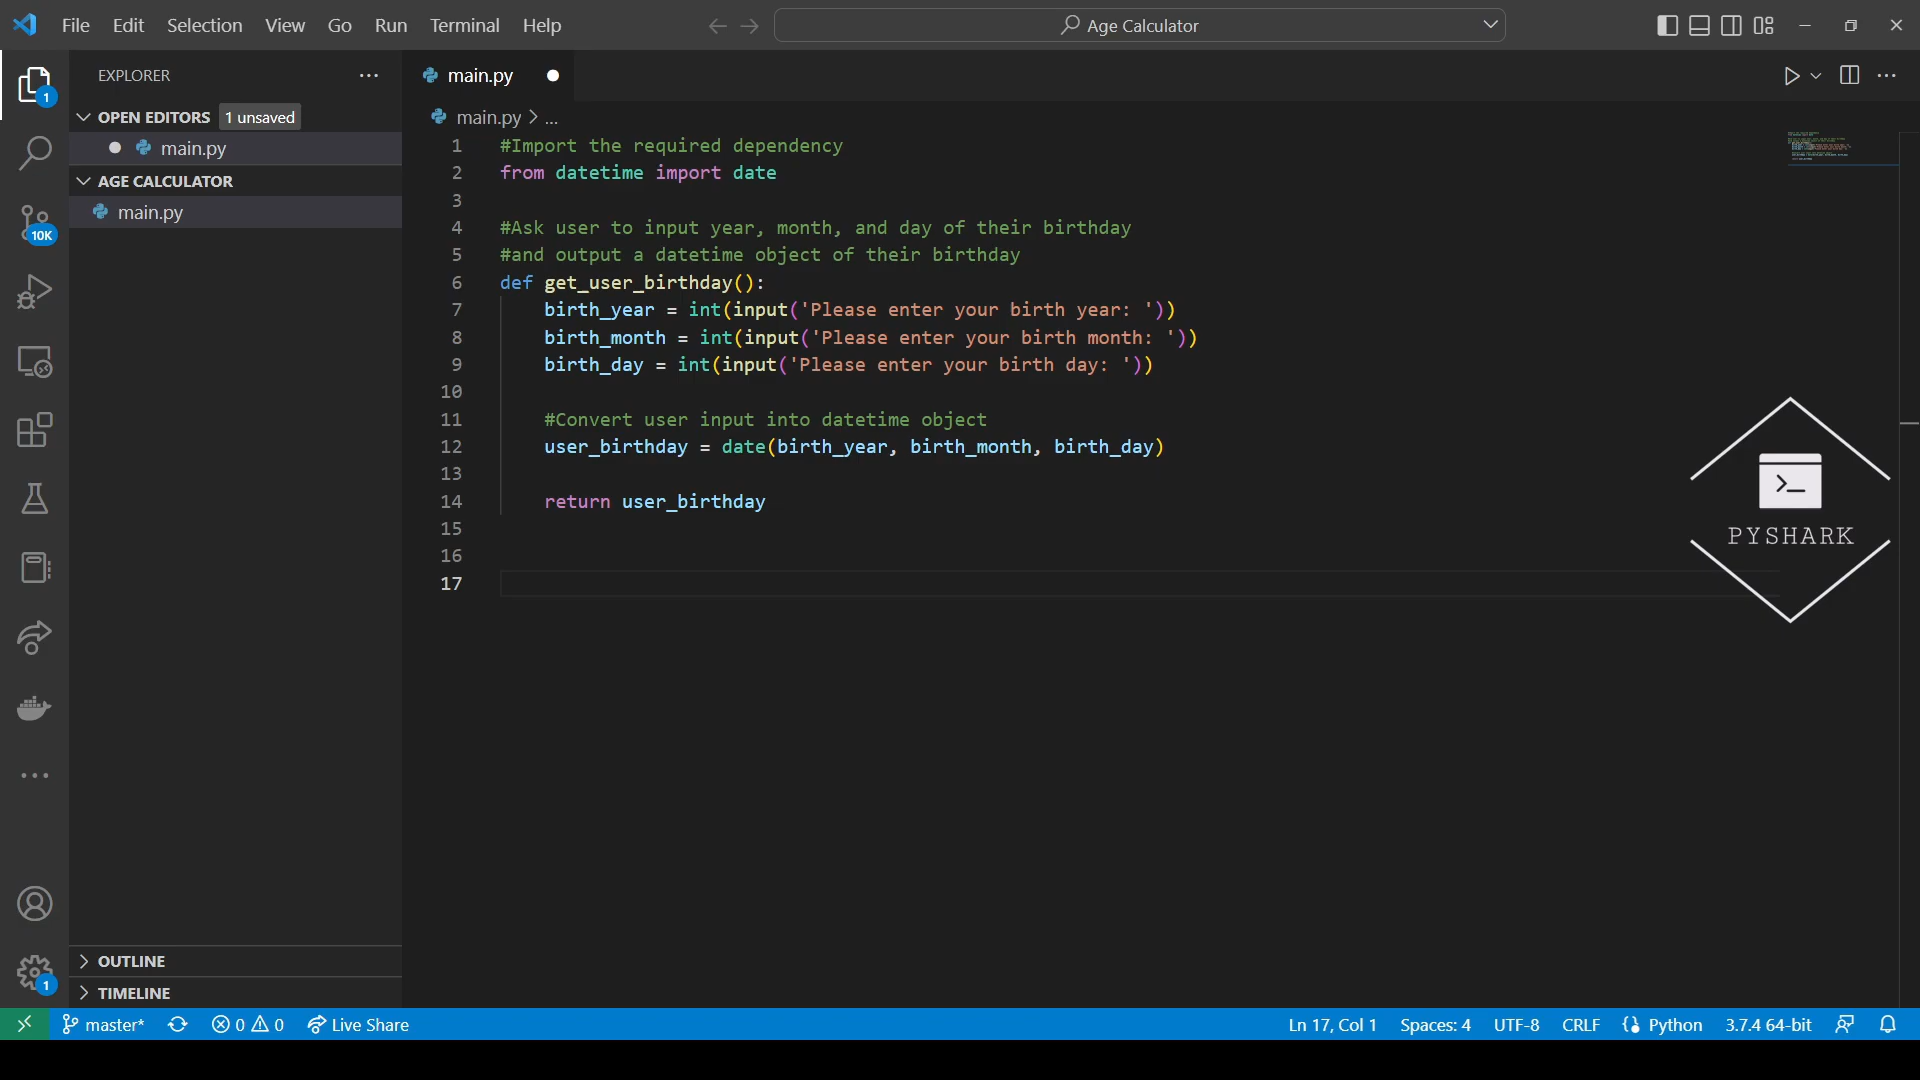 File Edit Selection View Go Run Terminal Help
Age Calculator
EXPLORER
OPEN EDITORS 1 unsaved
main.py
AGE CALCULATOR
main.py
1
10K
1
OUTLINE
TIMELINE
main.py
main.py > ...
1 #Import the required dependency
2 from datetime import date
3
4 #Ask user to input year, month, and day of their birthday
5 #and output a datetime object of their birthday
6 def get_user_birthday():
7     birth_year = int(input('Please enter your birth year: '))
8     birth_month = int(input('Please enter your birth month: '))
9     birth_day = int(input('Please enter your birth day: '))
10
11     #Convert user input into datetime object
12     user_birthday = date(birth_year, birth_month, birth_day)
13
14     return user_birthday
15
16
17
>_
PYSHARK
master* 0 0 Live Share Ln 17, Col 1 Spaces: 4 UTF-8 CRLF Python 3.7.4 64-bit